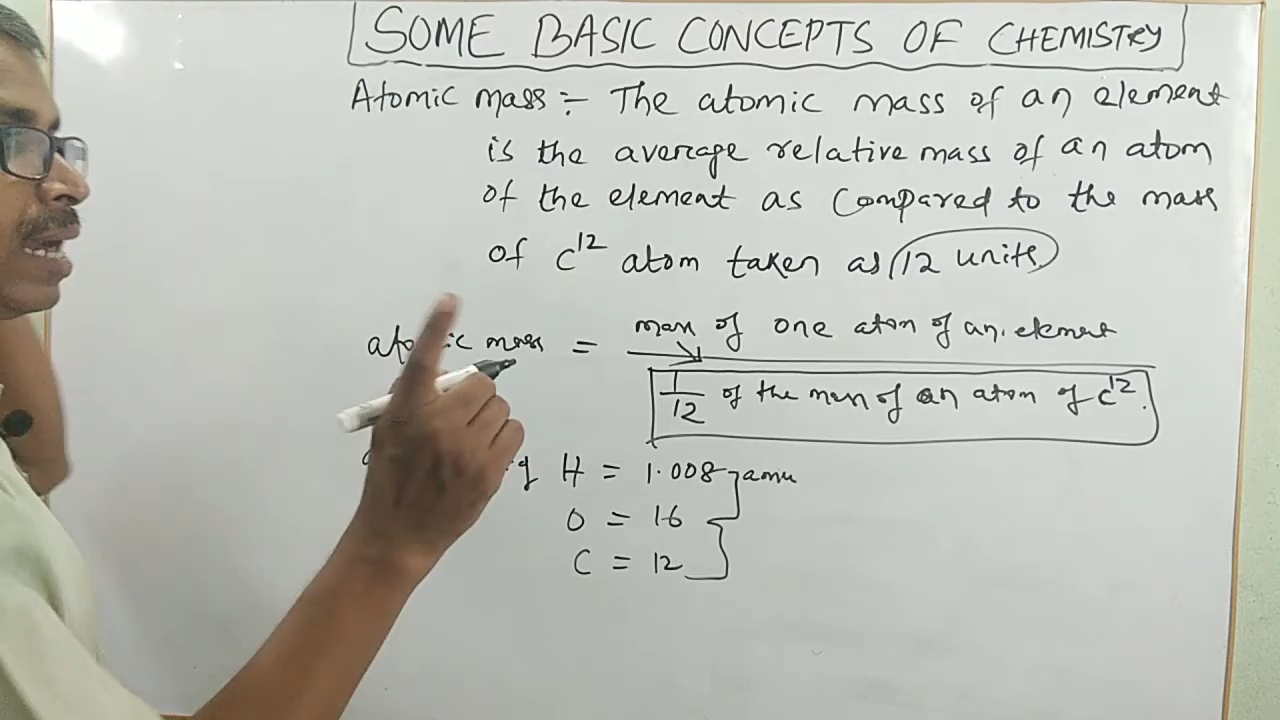 SOME BASIC CONCEPTS OF CHEMISTRY
Atomic mass :- The atomic mass of an element
is the average relative mass of an atom
of the element as Compared to the mass
of C¹² atom taken as 12 units
atomic mass = mass of one atom of an element
1/12 of the mass of an atom of C¹².
H = 1.008 amu
O = 16
C = 12